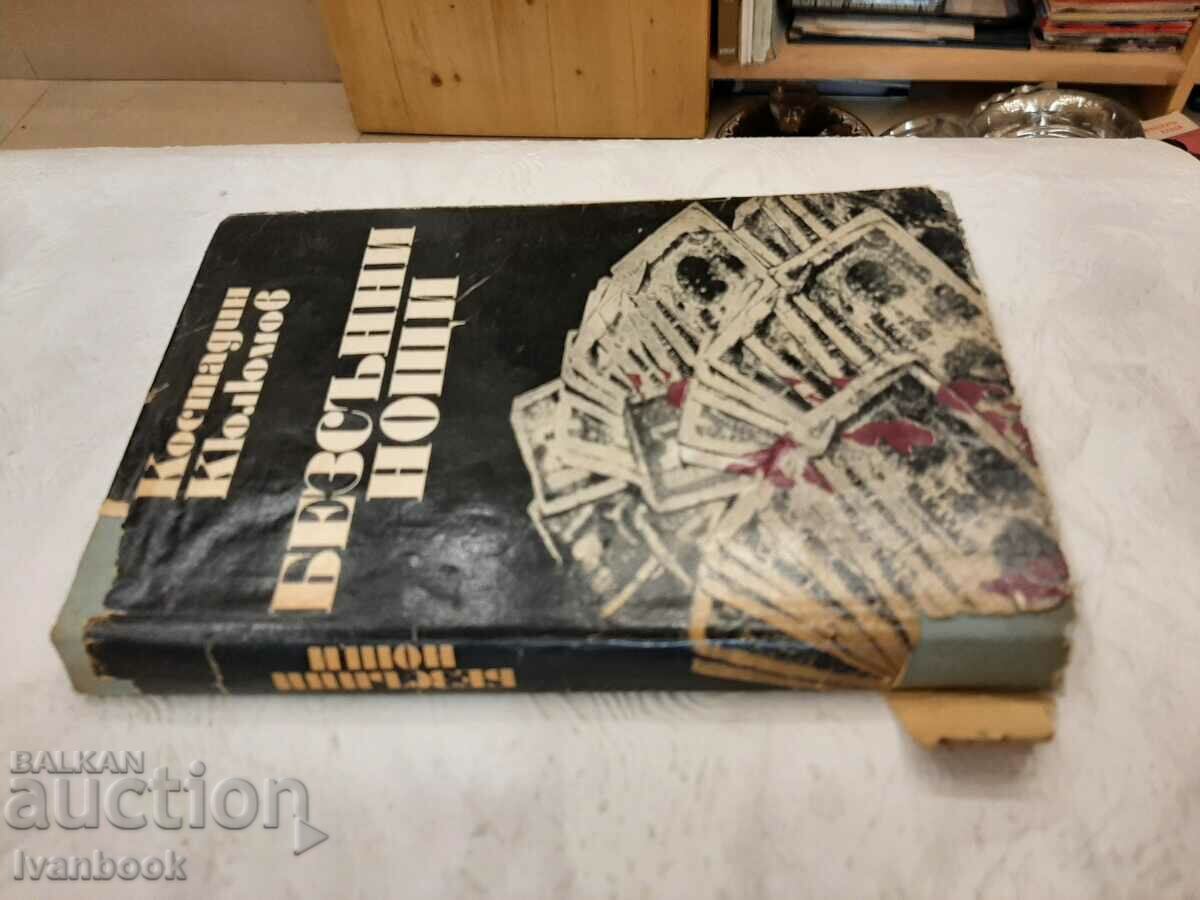 Костадин
Кюлюмов
БЕЗСЪННИ
НОЩИ
БЕЗСЪННИ
НОЩИ
BALKAN
auction
Ivanbook